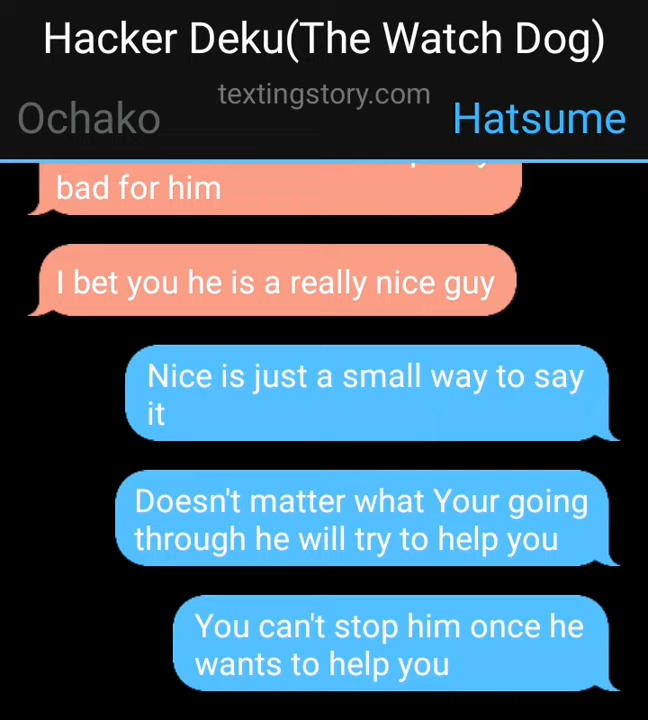 Hacker Deku(The Watch Dog)
textingstory.com
Ochako
Hatsume
bad for him
I bet you he is a really nice guy
Nice is just a small way to say
it
Doesn't matter what Your going
through he will try to help you
You can't stop him once he
wants to help you